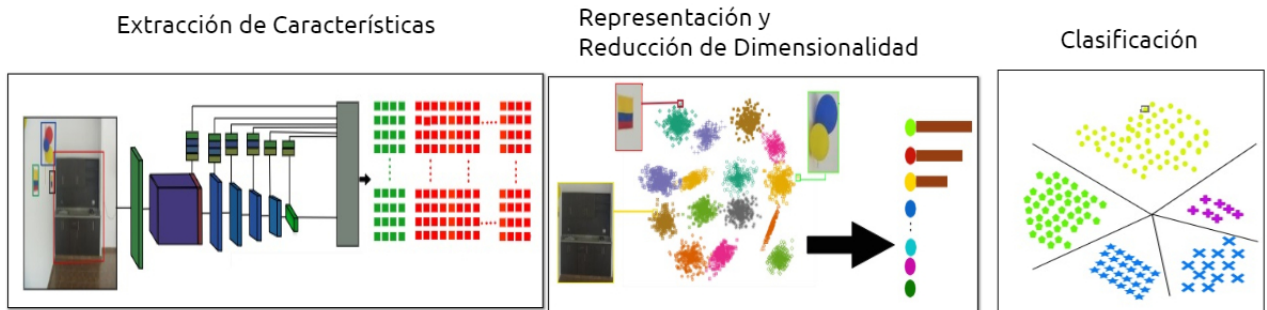 Extracción de Características
Representación y
Reducción de Dimensionalidad
Clasificación